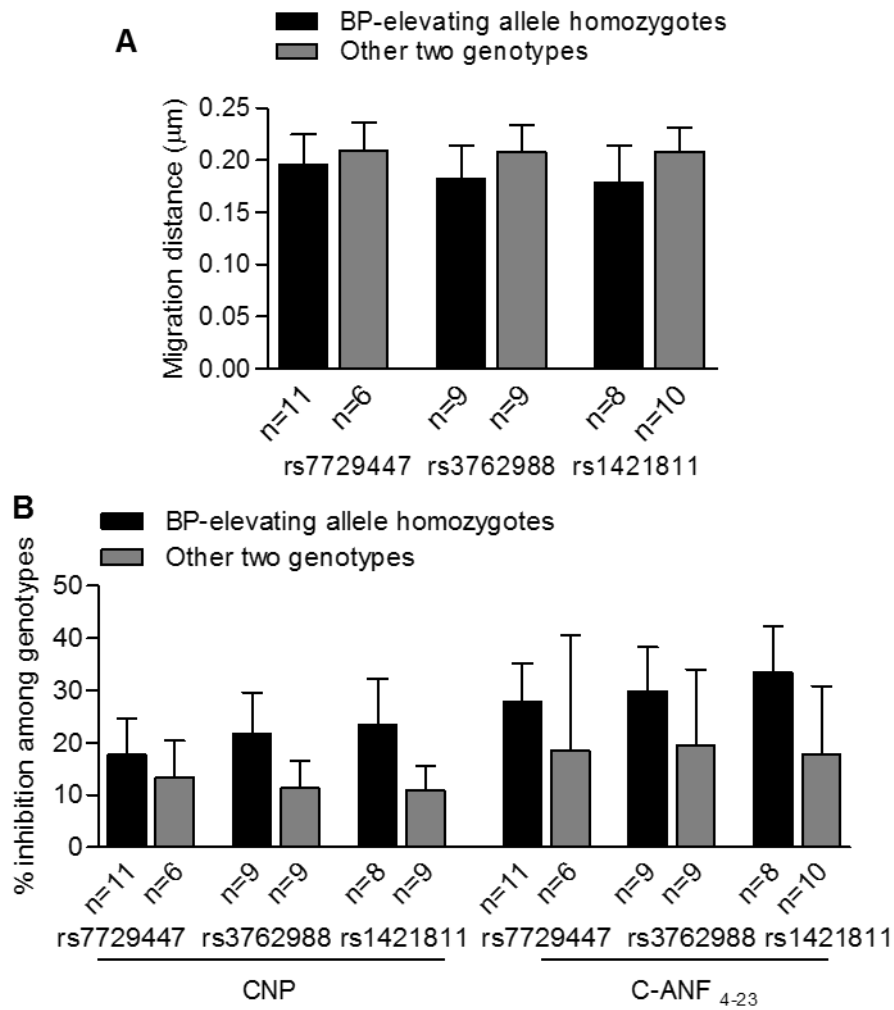 A
BP-elevating allele homozygotes
Other two genotypes
Migration distance (μm)
0.25
0.20
0.15
0.10
0.05
0.00
n=11 n=6 n=9 n=9 n=8 n=10
rs7729447 rs3762988 rs1421811
B
BP-elevating allele homozygotes
Other two genotypes
% inhibition among genotypes
50
40
30
20
10
0
n=11 n=6 n=9 n=9 n=8 n=9 n=11 n=6 n=9 n=9 n=8 n=10
rs7729447 rs3762988 rs1421811 rs7729447 rs3762988 rs1421811
CNP C-ANF 4-23